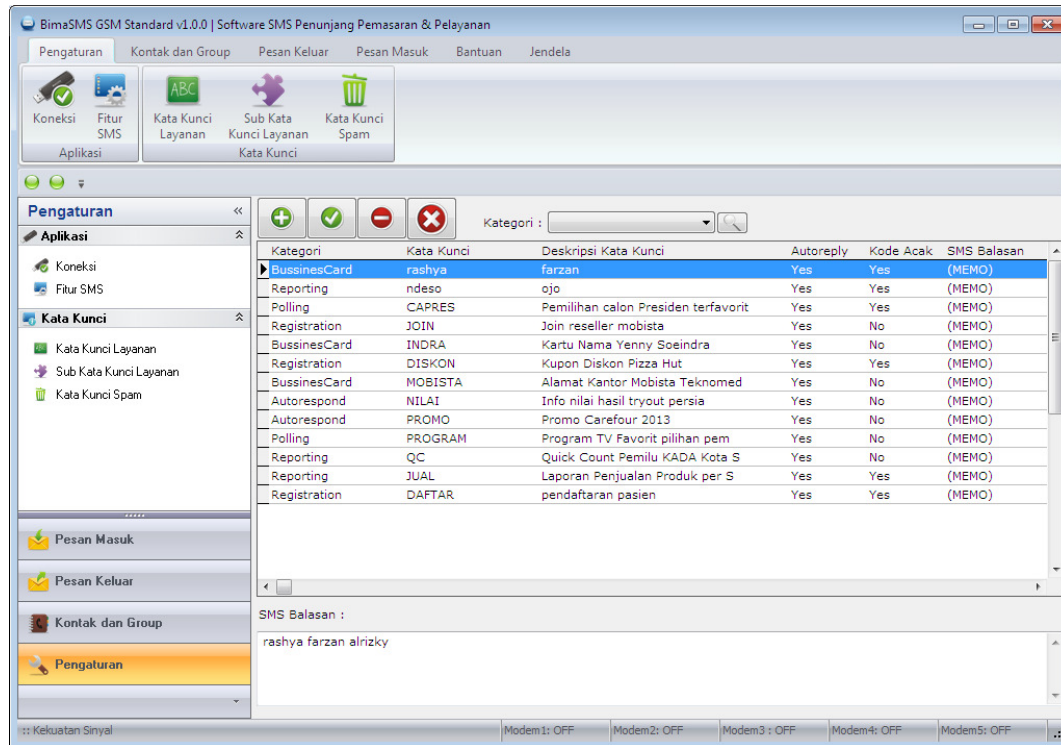 BimaSMS GSM Standard v1.0.0 | Software SMS Penunjang Pemasaran & Pelayanan
Pengaturan Kontak dan Group Pesan Keluar Pesan Masuk Bantuan Jendela
ABC
Koneksi Fitur SMS Kata Kunci Layanan Sub Kata Kunci Layanan Kata Kunci Spam
Aplikasi Kata Kunci
Pengaturan
Kategori :
Aplikasi
Koneksi
Fitur SMS
Kata Kunci
Kata Kunci Layanan
Sub Kata Kunci Layanan
Kata Kunci Spam
Pesan Masuk
Pesan Keluar
Kontak dan Group
Pengaturan
Kategori Kata Kunci Deskripsi Kata Kunci Autoreply Kode Acak SMS Balasan
BussinesCard rashya farzan Yes Yes (MEMO)
Reporting ndeso ojo Yes Yes (MEMO)
Polling CAPRES Pemilihan calon Presiden terfavorit Yes Yes (MEMO)
Registration JOIN Join reseller mobista Yes No (MEMO)
BussinesCard INDRA Kartu Nama Yenny Soeindra Yes No (MEMO)
Registration DISKON Kupon Diskon Pizza Hut Yes Yes (MEMO)
BussinesCard MOBISTA Alamat Kantor Mobista Teknomed Yes No (MEMO)
Autorespond NILAI Info nilai hasil tryout persia Yes No (MEMO)
Autorespond PROMO Promo Carefour 2013 Yes No (MEMO)
Polling PROGRAM Program TV Favorit pilihan pem Yes No (MEMO)
Reporting QC Quick Count Pemilu KADA Kota S Yes No (MEMO)
Reporting JUAL Laporan Penjualan Produk per S Yes Yes (MEMO)
Registration DAFTAR pendaftaran pasien Yes Yes (MEMO)
SMS Balasan :
rashya farzan alrizky
:: Kekuatan Sinyal Modem1: OFF Modem2: OFF Modem3 : OFF Modem4: OFF Modem5: OFF